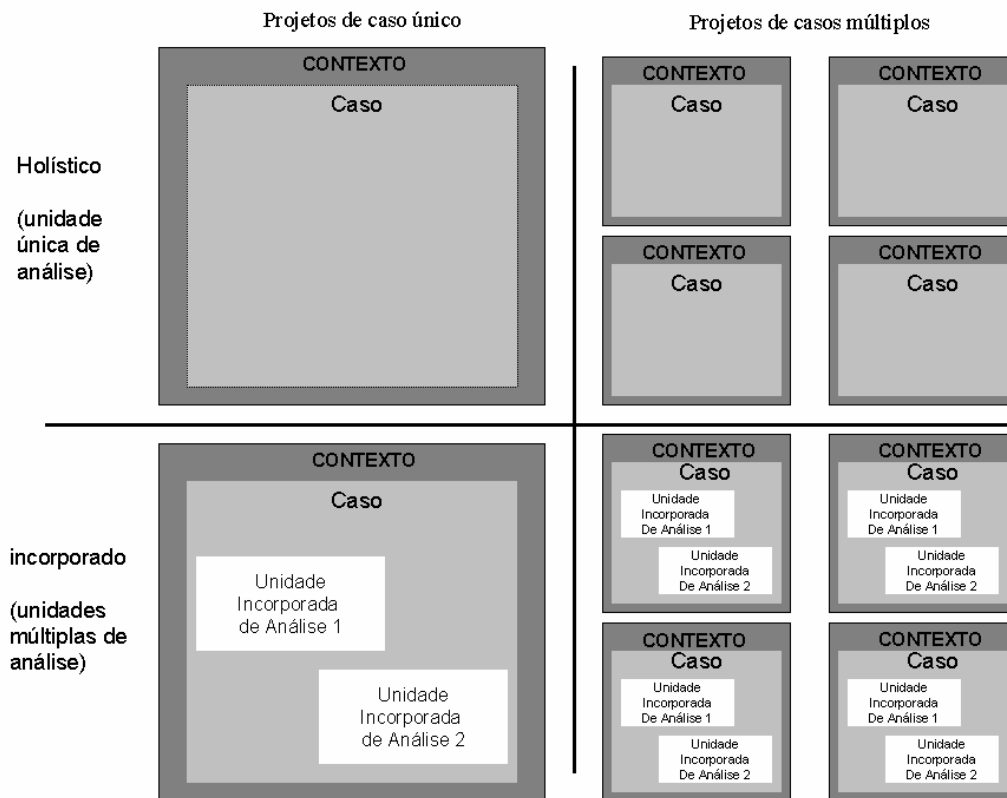 Projetos de caso único
Projetos de casos múltiplos
CONTEXTO
Caso
CONTEXTO
Caso
CONTEXTO
Caso
CONTEXTO
Caso
CONTEXTO
Caso
Holístico
(unidade
única de
análise)
incorporado
(unidades
múltiplas de
análise)
CONTEXTO
Caso
Unidade
Incorporada
de Análise 1
Unidade
Incorporada
de Análise 2
CONTEXTO
Caso
Unidade
Incorporada
De Análise 1
Unidade
Incorporada
De Análise 2
CONTEXTO
Caso
Unidade
Incorporada
De Análise 1
Unidade
Incorporada
De Análise 2
CONTEXTO
Caso
Unidade
Incorporada
De Análise 1
Unidade
Incorporada
De Análise 2
CONTEXTO
Caso
Unidade
Incorporada
De Análise 1
Unidade
Incorporada
De Análise 2